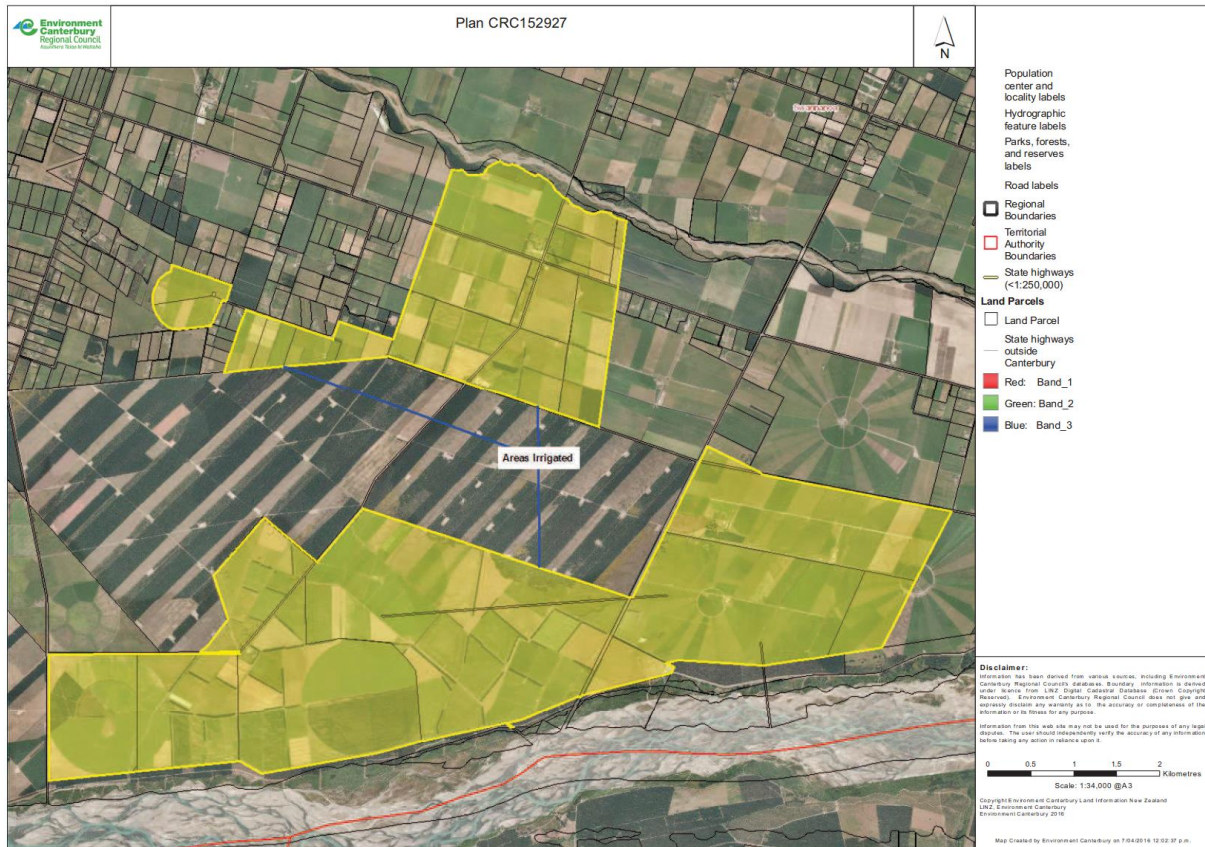 Environment
Canterbury
Regional Council
Kaunihera Taiao ki Waitaha
Plan CRC152927
N
Areas Irrigated
Population
center and
locality labels
Hydrographic
feature labels
Parks, forests,
and reserves
labels
Road labels
Regional
Boundaries
Territorial
Authority
Boundaries
State highways
(<1:250,000)
Land Parcels
Land Parcel
State highways
outside
Canterbury
Red: Band_1
Green: Band_2
Blue: Band_3
Disclaimer:
Information has been derived from various sources, including Environment
Canterbury Regional Council's databases. Boundary information is derived
under licence from LINZ Digital Cadastral Database (Crown Copyright
Reserved). Environment Canterbury Regional Council does not give and
expressly disclaim any warranty as to the accuracy or completeness of the
information or its fitness for any purpose.
Information from this web site may not be used for the purposes of any legal
disputes. The user should independently verify the accuracy of any information
before taking any action in reliance upon it.
0 0.5 1 1.5 2
Kilometres
Scale: 1:34,000 @A3
Copyright Environment Canterbury Land Information New Zealand
LINZ, Environment Canterbury
Environment Canterbury 2016
Map Created by Environment Canterbury on 7/04/2016 12:02:37 p.m.